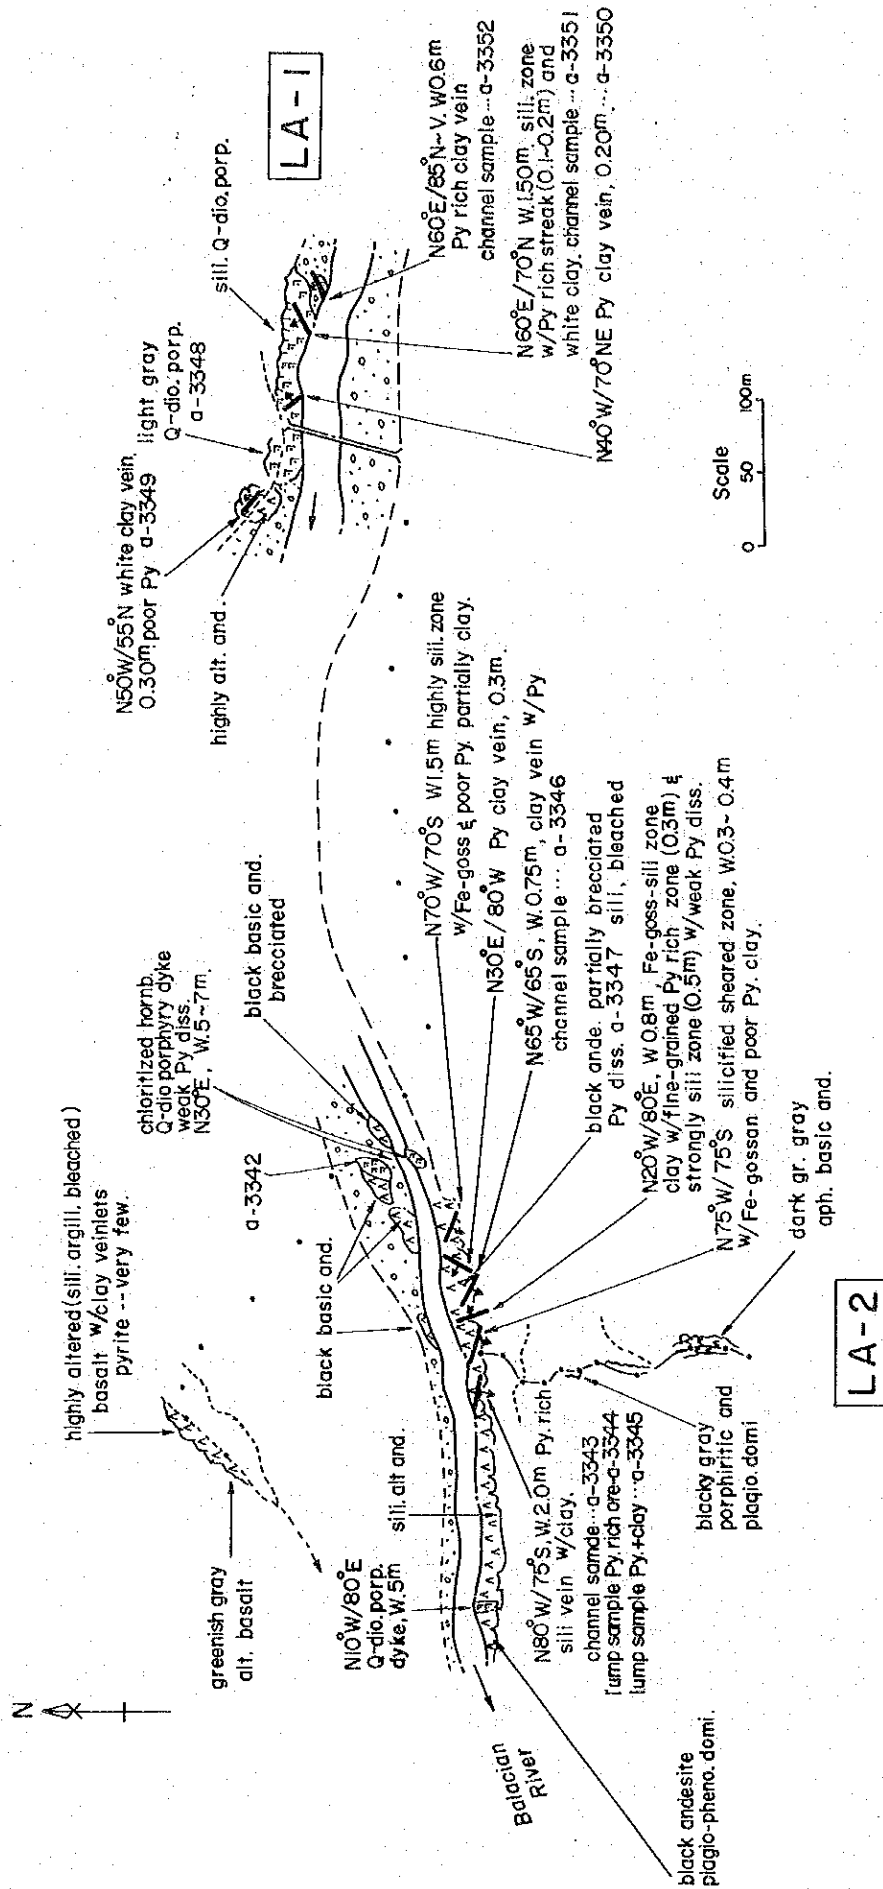 N
LA-1
sili. Q-dio. porp.
light gray
Q-dio. porp.
a-3348
N50°W/55°N white clay vein,
0.30m poor Py a-3349
highly alt. and.
N60°E/85°N~V. W0.6m
Py rich clay vein
channel sample ... a-3352
N60°E/70°N W.1.50m, sili. zone
w/Py rich streak (0.1~0.2m) and
white clay, channel sample ... a-3351
N40°W/70°NE Py clay vein, 0.20m ... a-3350
Scale
0 50 100m
highly altered (sili. argill. bleached)
basalt w/clay veinlets
pyrite -- very few.
greenish gray
alt. basalt
chloritized hornb.
Q-dio porphyry dyke
weak Py diss.
N30°E, W.5~7m.
a-3342
black basic and.
brecciated
black basic and.
sili. alt and.
N10°W/80°E
Q-dio. porp.
dyke, W.5m
N70°W/70°S W1.5m highly sili. zone
w/Fe-goss & poor Py. partially clay.
N30°E/80°W Py clay vein, 0.3m.
N65°W/65°S, W.0.75m, clay vein w/Py
channel sample ... a-3346
black ande. partially brecciated
Py diss. a-3347 sili, bleached
N20°W/80°E, W0.8m, Fe-goss-sili zone
clay w/fine-grained Py rich zone (0.3m) &
strongly sili zone (0.5m) w/weak Py diss.
N75°W/75°S silicified sheared zone, W.0.3~0.4m
w/Fe-gossan and poor Py. clay.
dark gr. gray
aph. basic and.
blacky gray
porphiritic and
plagio. domi
N80°W/75°S, W.2.0m Py. rich
sili vein w/clay.
channel samde ... a-3343
lump sample Py. rich ore-a-3344
lump sample Py.+clay ... a-3345
Balacian
River
black andesite
plagio-pheno. domi.
LA-2